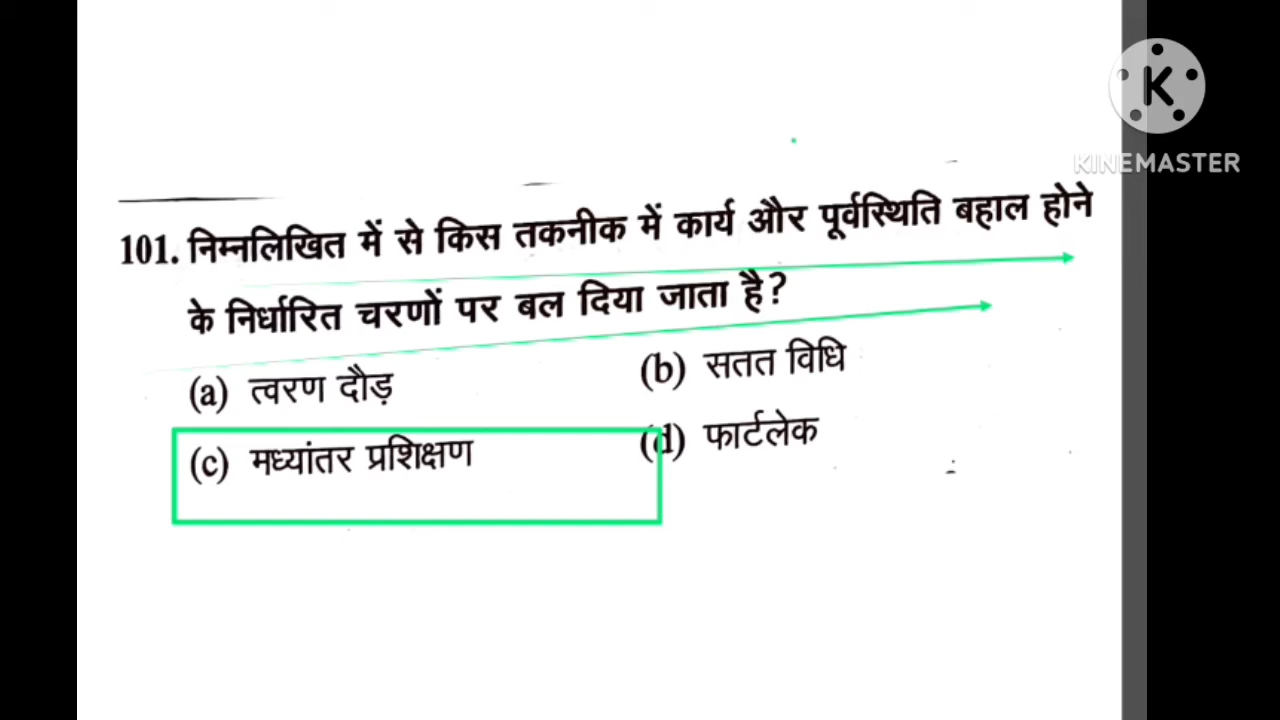 K
KINEMASTER
101. निम्नलिखित में से किस तकनीक में कार्य और पूर्वस्थिति बहाल होने
के निर्धारित चरणों पर बल दिया जाता है?
(a) त्वरण दौड़ (b) सतत विधि
(c) मध्यांतर प्रशिक्षण (d) फार्टलेक